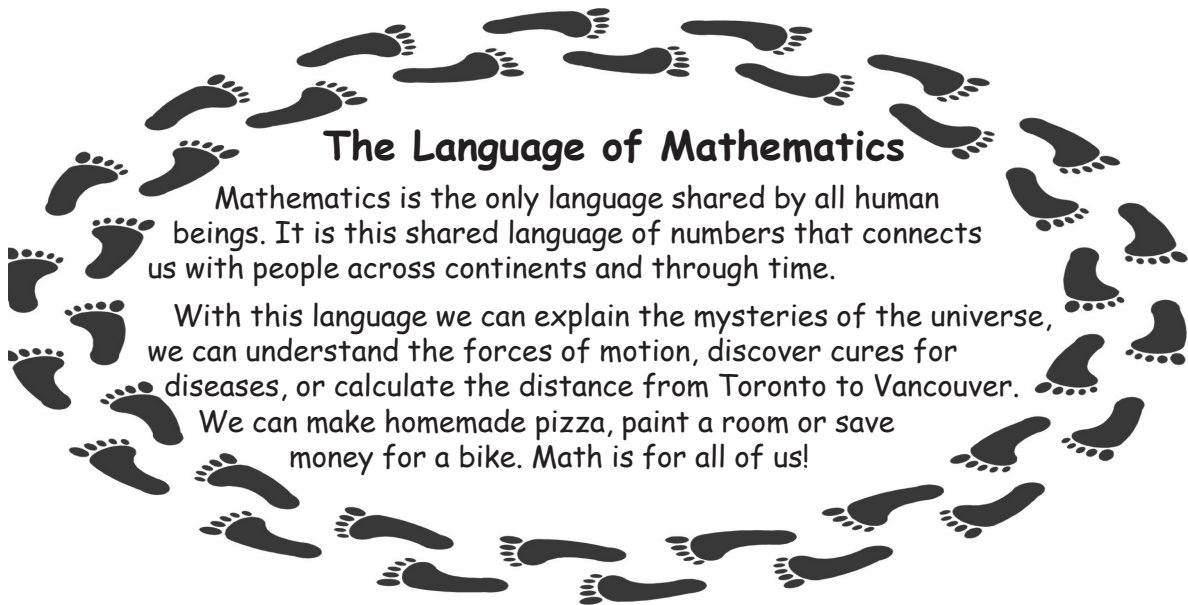 The Language of Mathematics
Mathematics is the only language shared by all human
beings. It is this shared language of numbers that connects
us with people across continents and through time.
With this language we can explain the mysteries of the universe,
we can understand the forces of motion, discover cures for
diseases, or calculate the distance from Toronto to Vancouver.
We can make homemade pizza, paint a room or save
money for a bike. Math is for all of us!